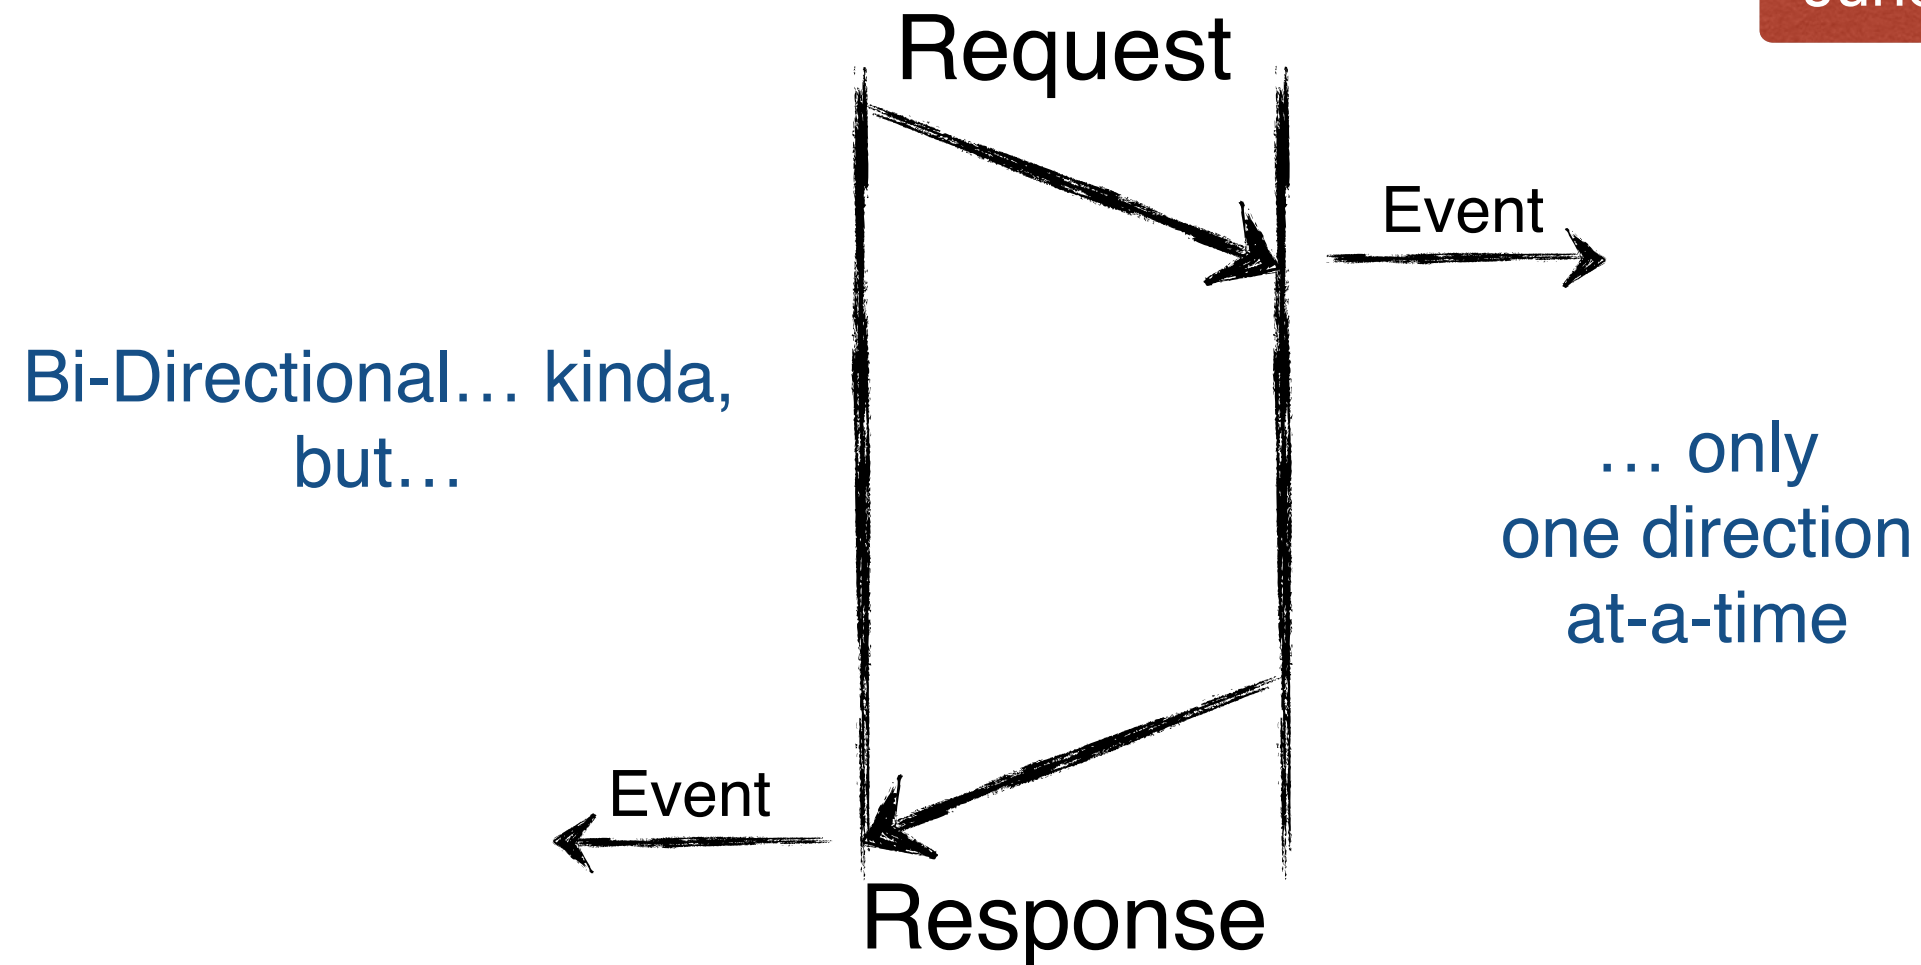 Request
Event
Bi-Directional… kinda,
but…
… only
one direction
at-a-time
Event
Response